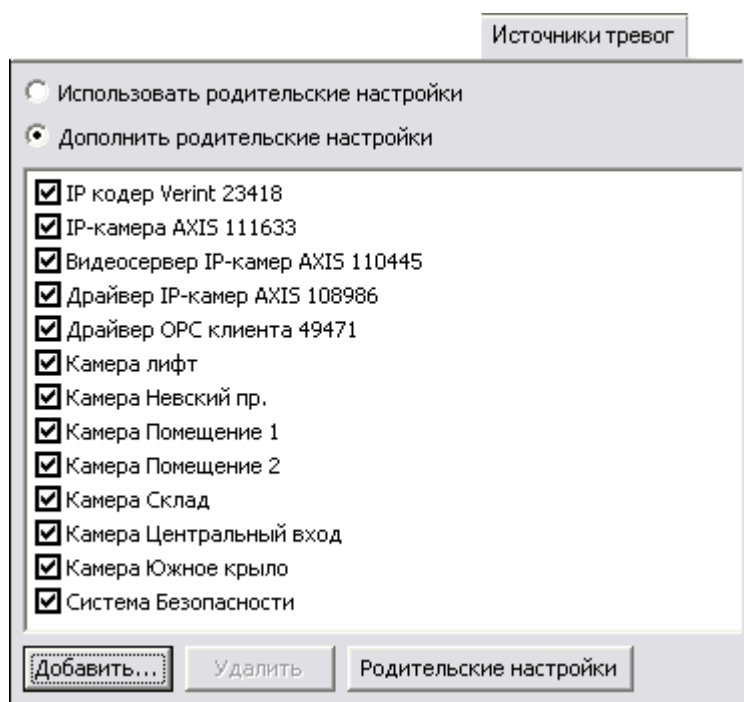 Источники тревог
Использовать родительские настройки
Дополнить родительские настройки
IP кодер Verint 23418
IP-камера AXIS 111633
Видеосервер IP-камер AXIS 110445
Драйвер IP-камер AXIS 108986
Драйвер OPC клиента 49471
Камера лифт
Камера Невский пр.
Камера Помещение 1
Камера Помещение 2
Камера Склад
Камера Центральный вход
Камера Южное крыло
Система Безопасности
Добавить... Удалить Родительские настройки